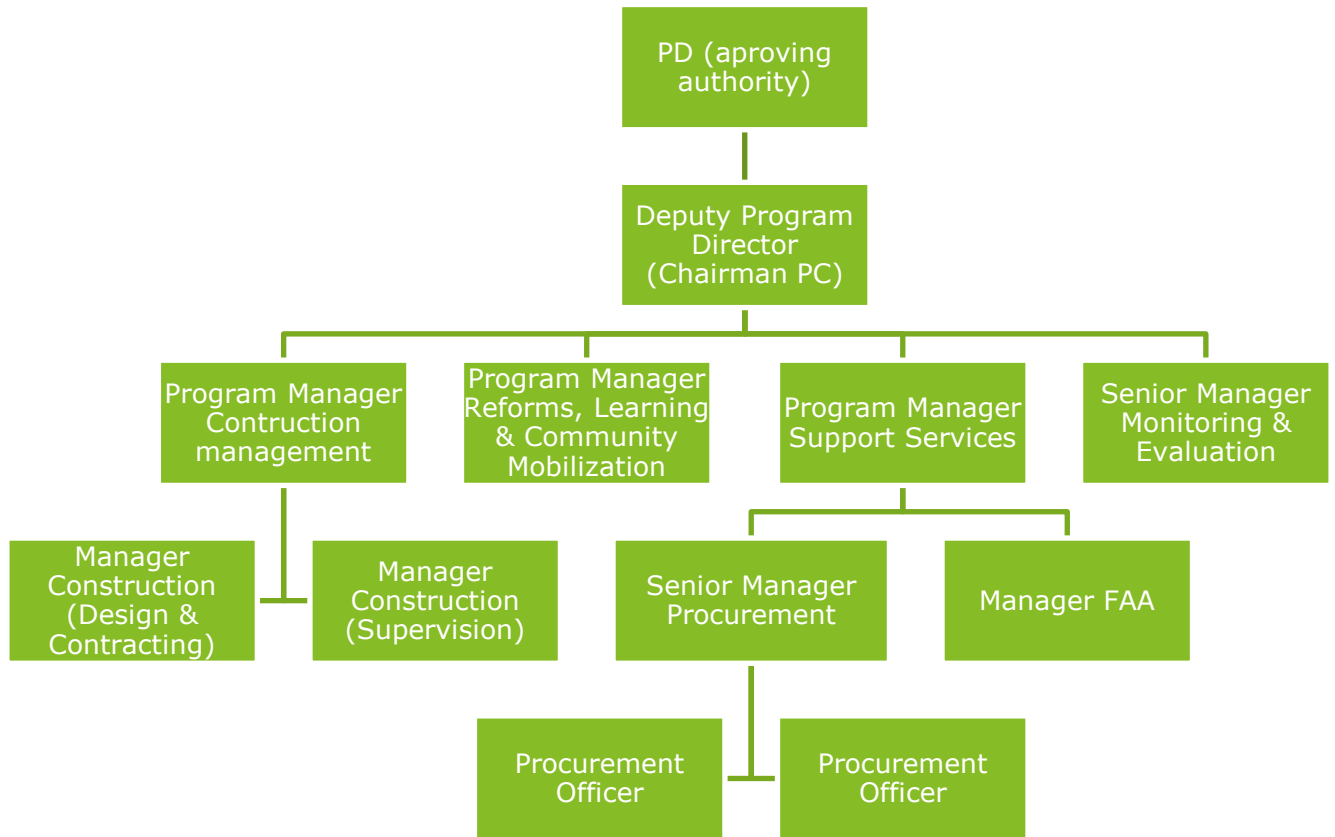 PD (aproving
authority)
Deputy Program
Director
(Chairman PC)
Program Manager
Contruction
management
Program Manager
Reforms, Learning
& Community
Mobilization
Program Manager
Support Services
Senior Manager
Monitoring &
Evaluation
Manager
Construction
(Design &
Contracting)
Manager
Construction
(Supervision)
Senior Manager
Procurement
Manager FAA
Procurement
Officer
Procurement
Officer